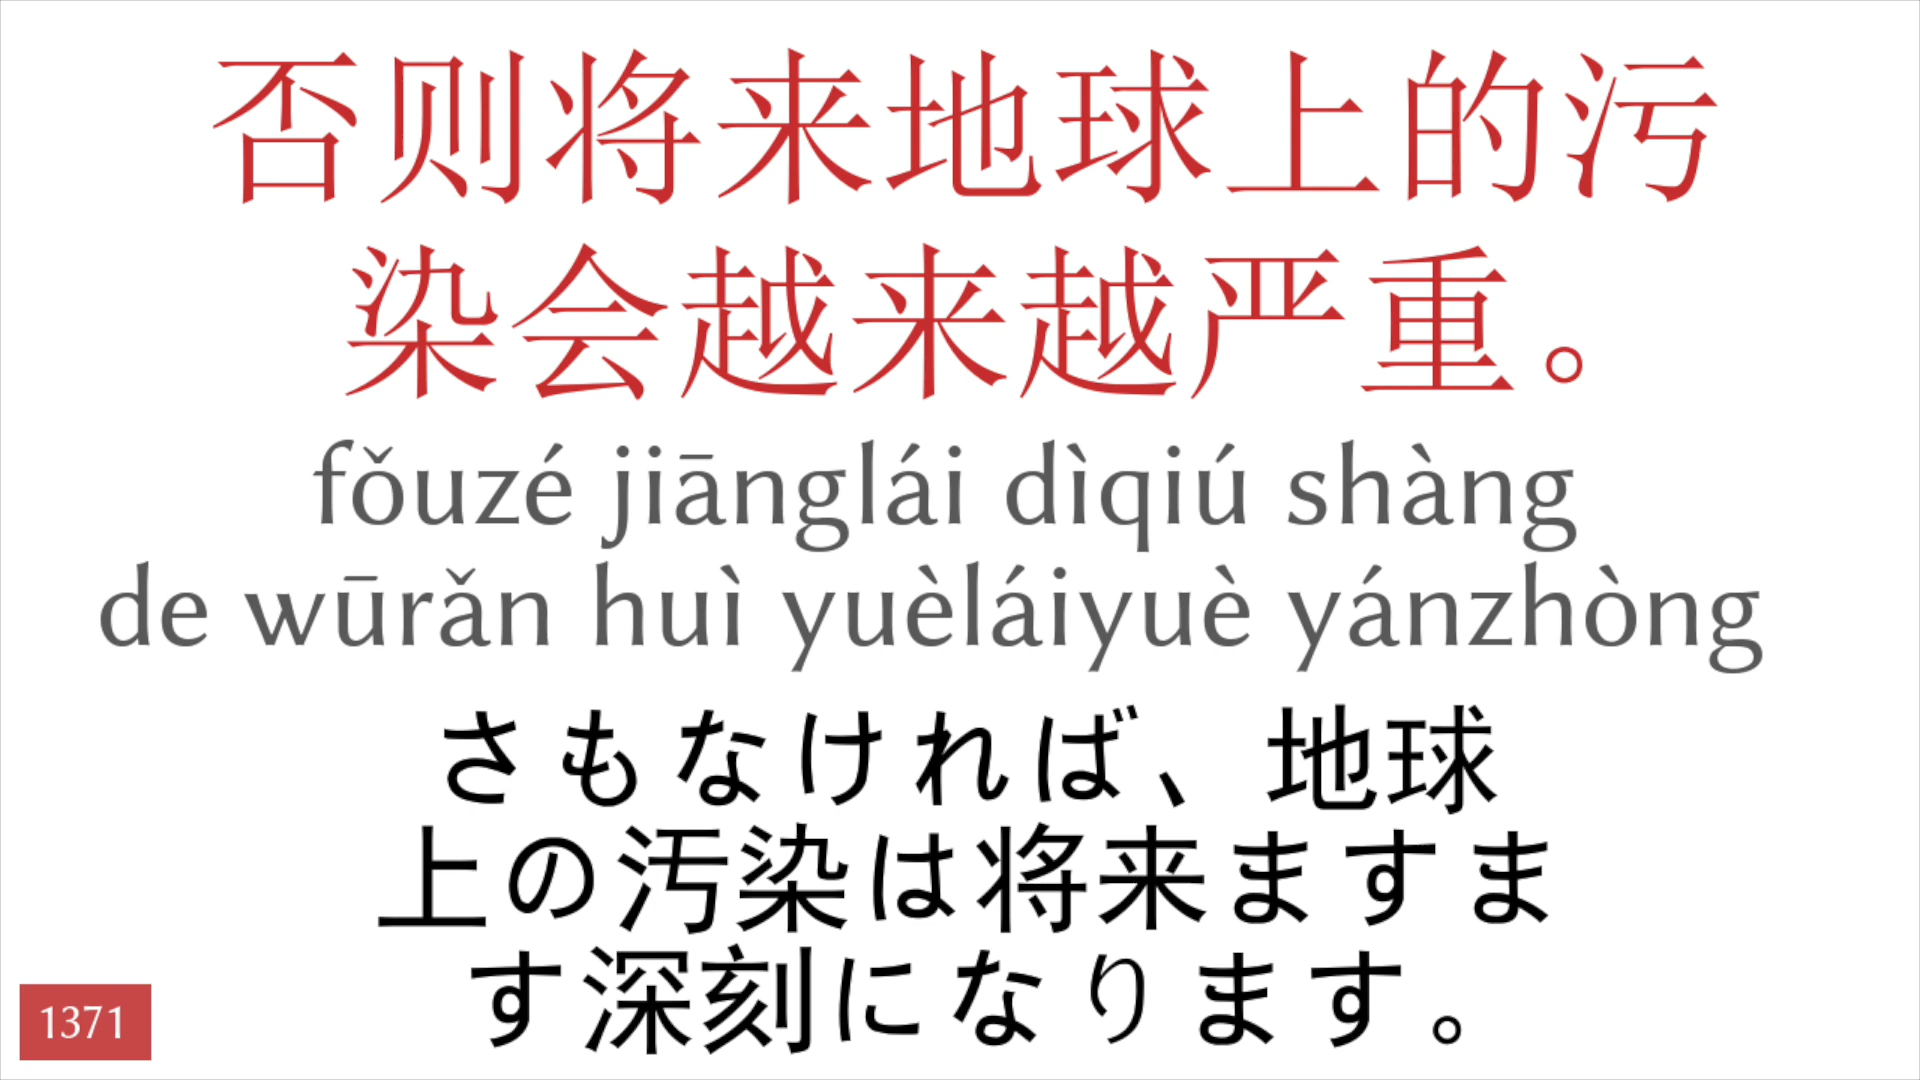 否则将来地球上的污
染会越来越严重。
fǒuzé jiānglái dìqiú shàng
de wūrǎn huì yuèláiyuè yánzhòng
さもなければ、地球
上の汚染は将来ますま
す深刻になります。
1371